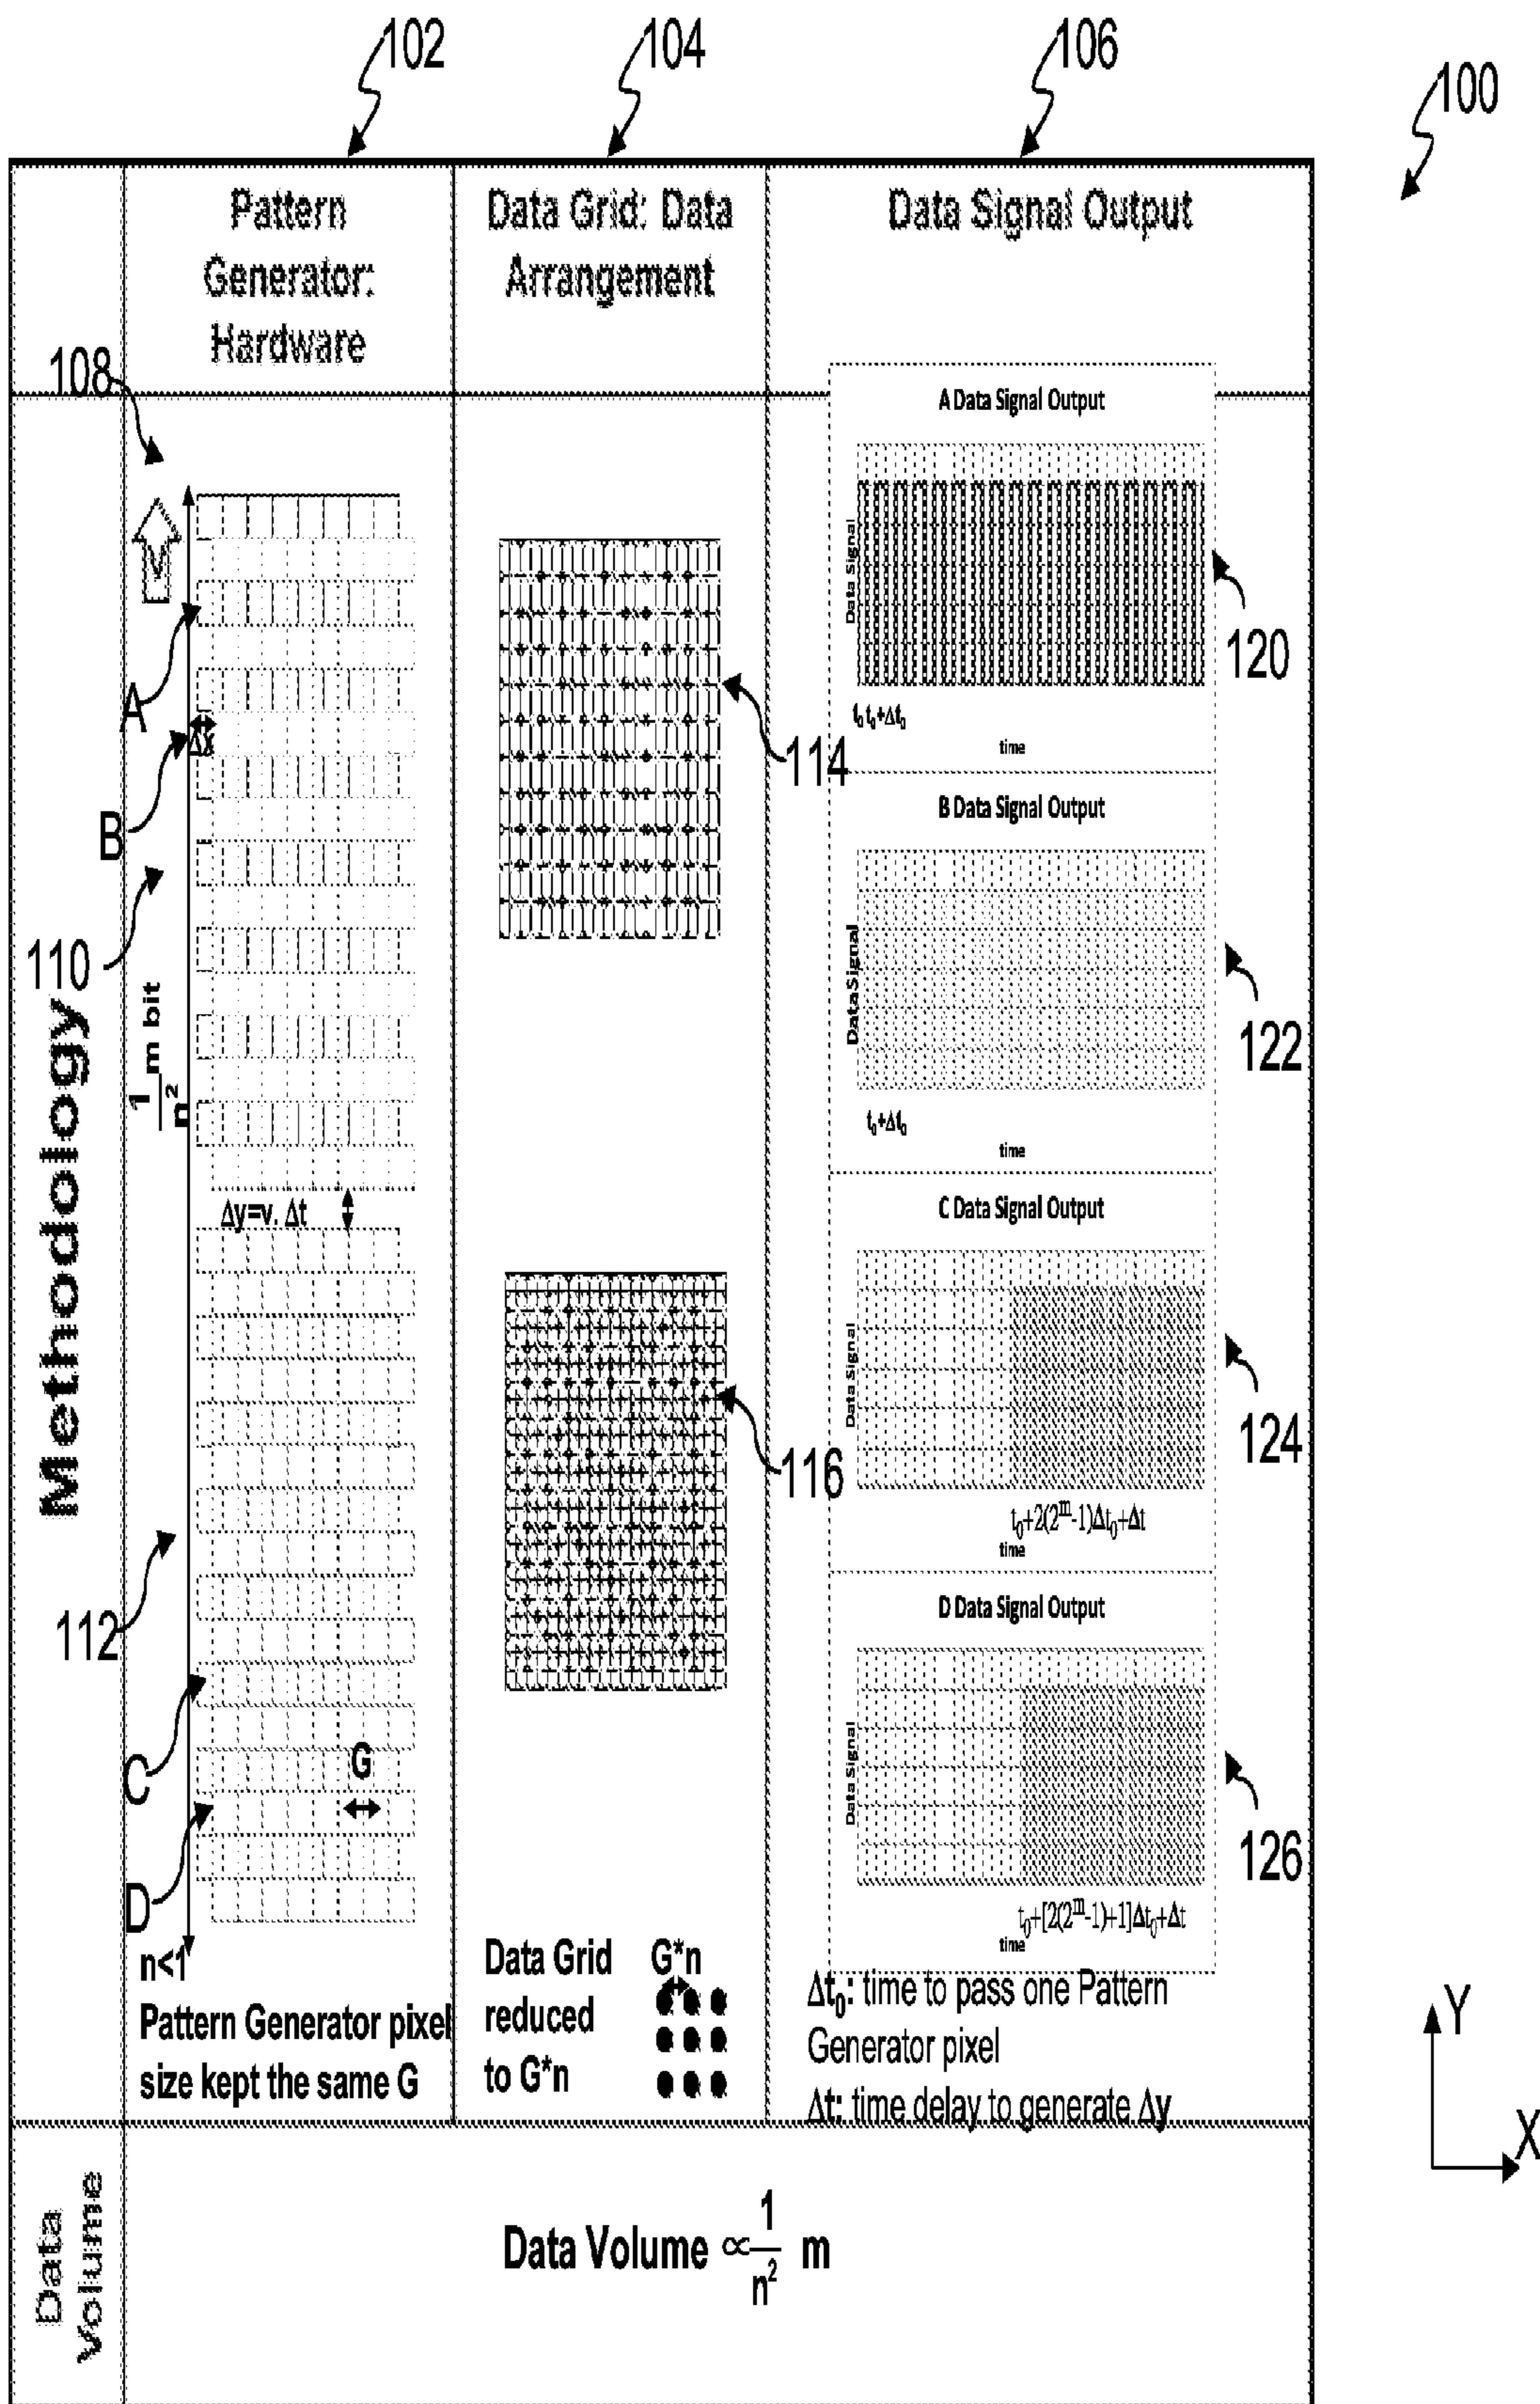 102
104
106
100
Pattern
Generator:
Hardware
Data Grid: Data
Arrangement
Data Signal Output
108
V
A
B
Δx
110
Methodology
1/n² m bit
Δy=v. Δt
112
C
G
D
n<1
Pattern Generator pixel
size kept the same G
114
116
Data Grid
reduced
to G*n
G*n
A Data Signal Output
Data Signal
t₀ t₀+Δt₀
time
120
B Data Signal Output
Data Signal
t₀+Δt₀
time
122
C Data Signal Output
Data Signal
t₀+2(2ᵐ-1)Δt₀+Δt
time
124
D Data Signal Output
Data Signal
t₀+[2(2ᵐ-1)+1]Δt₀+Δt
time
126
Δt₀: time to pass one Pattern
Generator pixel
Δt: time delay to generate Δy
Y
X
Data
Volume
Data Volume ∝ 1/n² m